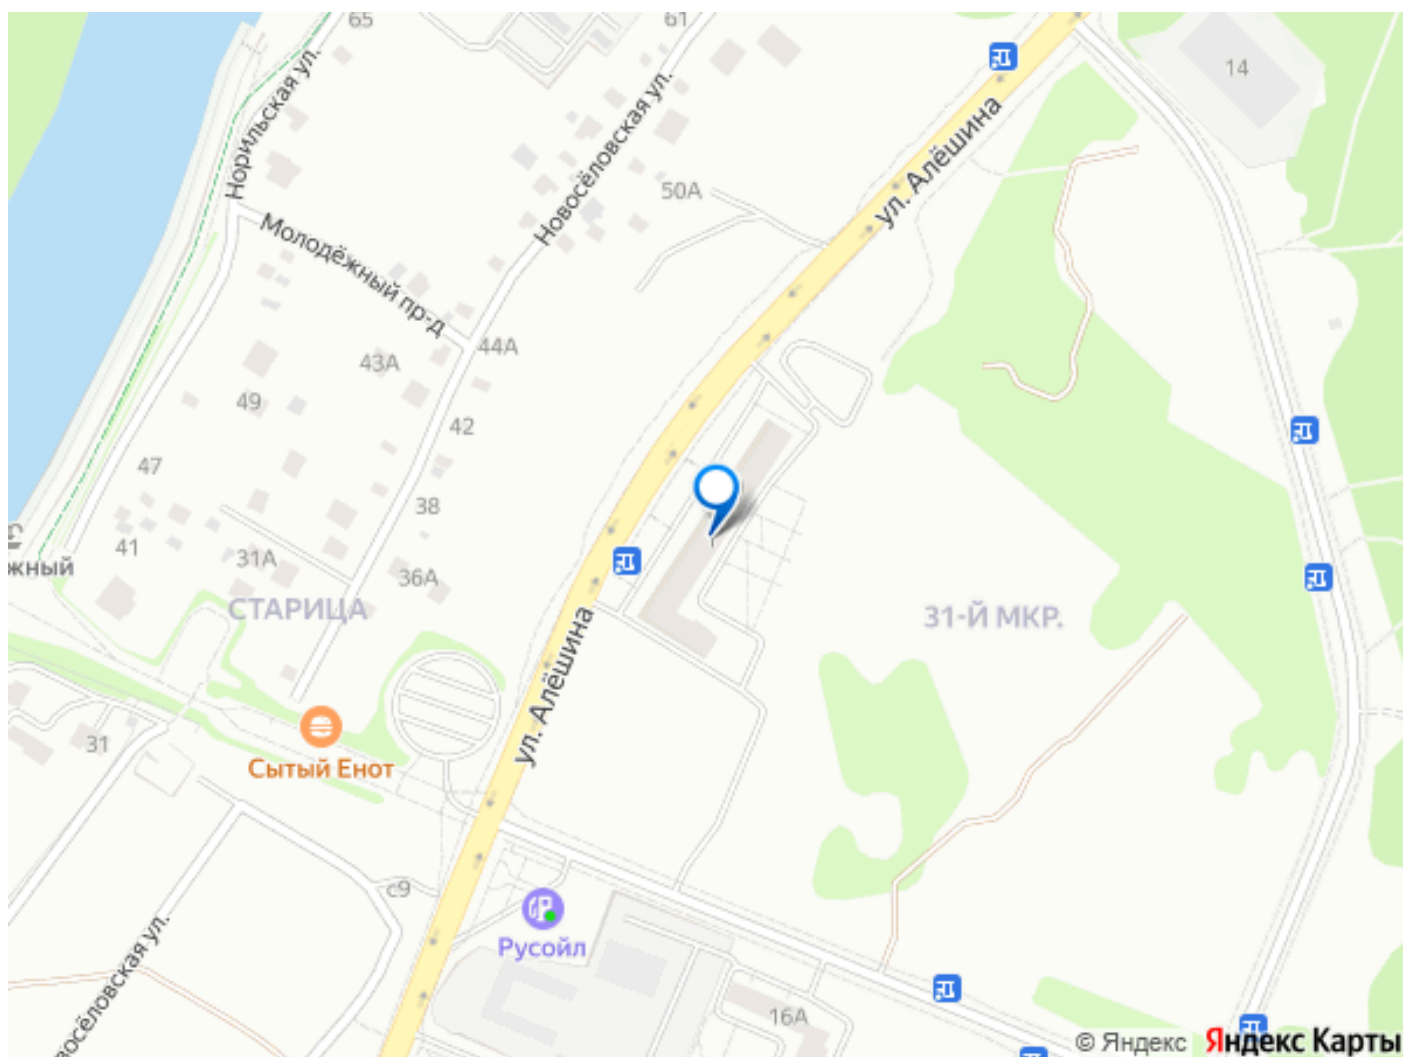 65
61
14
Норильская ул.
Новосёловская ул.
ул. Алёшина
50А
Молодёжный пр-д
44А
43А
49
42
47
38
41
жный
31А
36А
СТАРИЦА
31-Й МКР.
ул. Алёшина
31
Сытый Енот
с9
Русойл
восёловская ул.
16А
© Яндекс Яндекс Карты